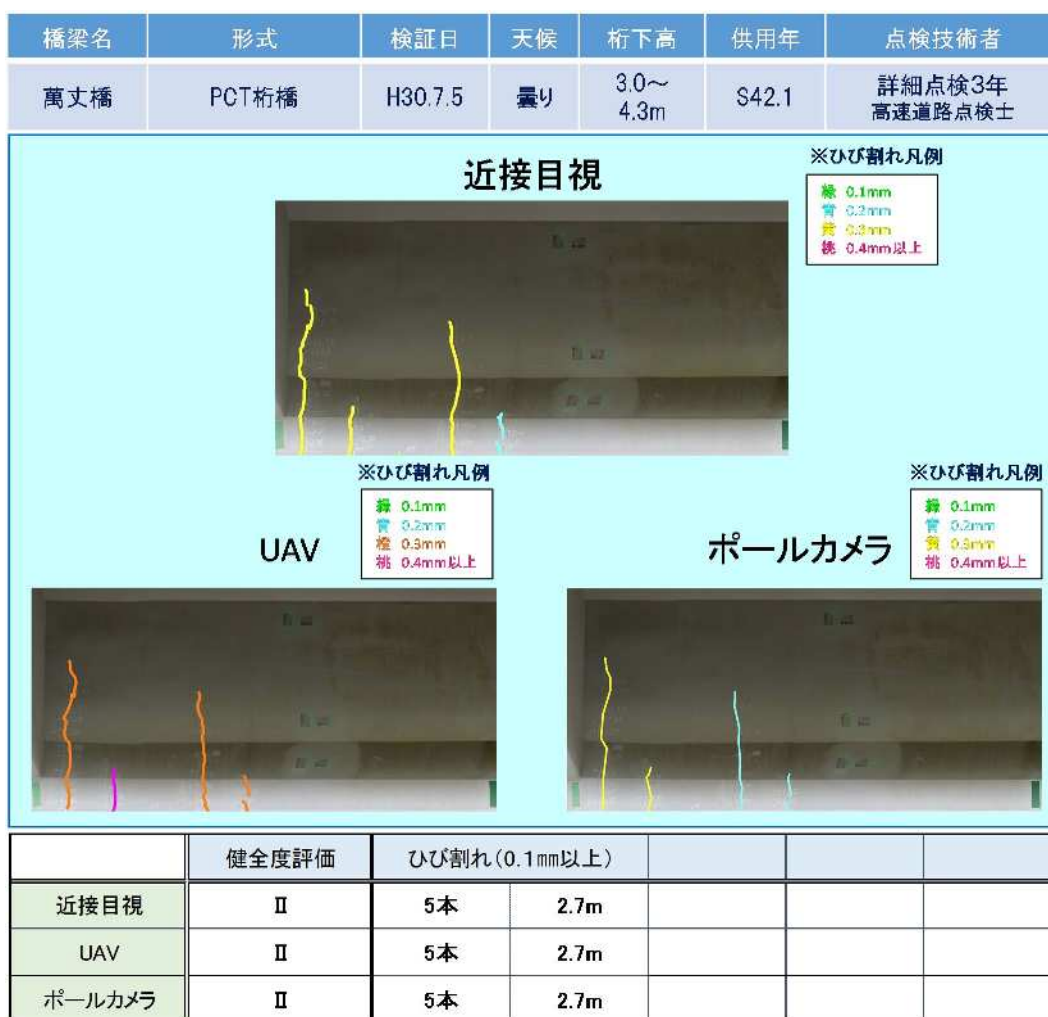 橋梁名 形式 検証日 天候 桁下高 供用年 点検技術者
萬丈橋 PCT桁橋 H30.7.5 曇り 3.0~ S42.1 詳細点検3年
4.3m 高速道路点検士
近接目視
※ひび割れ凡例
緑 0.1mm
青 0.2mm
黄 0.3mm
桃 0.4mm以上
UAV
※ひび割れ凡例
緑 0.1mm
青 0.2mm
橙 0.3mm
桃 0.4mm以上
ポールカメラ
※ひび割れ凡例
緑 0.1mm
青 0.2mm
黄 0.3mm
桃 0.4mm以上
健全度評価 ひび割れ(0.1㎜以上)
近接目視 Ⅱ 5本 2.7m
UAV Ⅱ 5本 2.7m
ポールカメラ Ⅱ 5本 2.7m